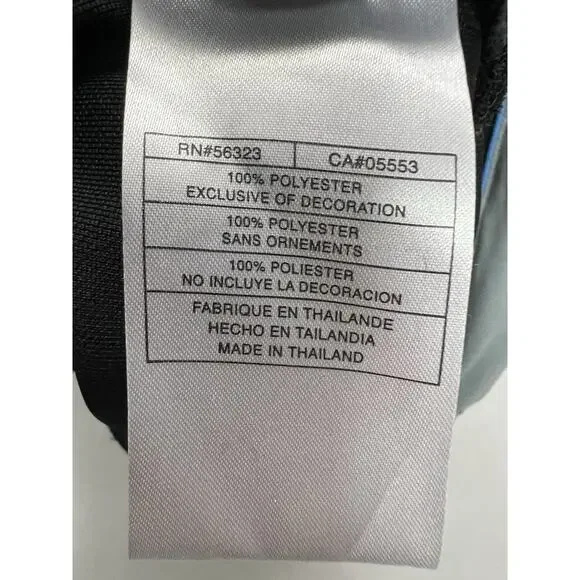 RN#56323 CA#05553
100% POLYESTER
EXCLUSIVE OF DECORATION
100% POLYESTER
SANS ORNEMENTS
100% POLIESTER
NO INCLUYE LA DECORACION
FABRIQUE EN THAILANDE
HECHO EN TAILANDIA
MADE IN THAILAND